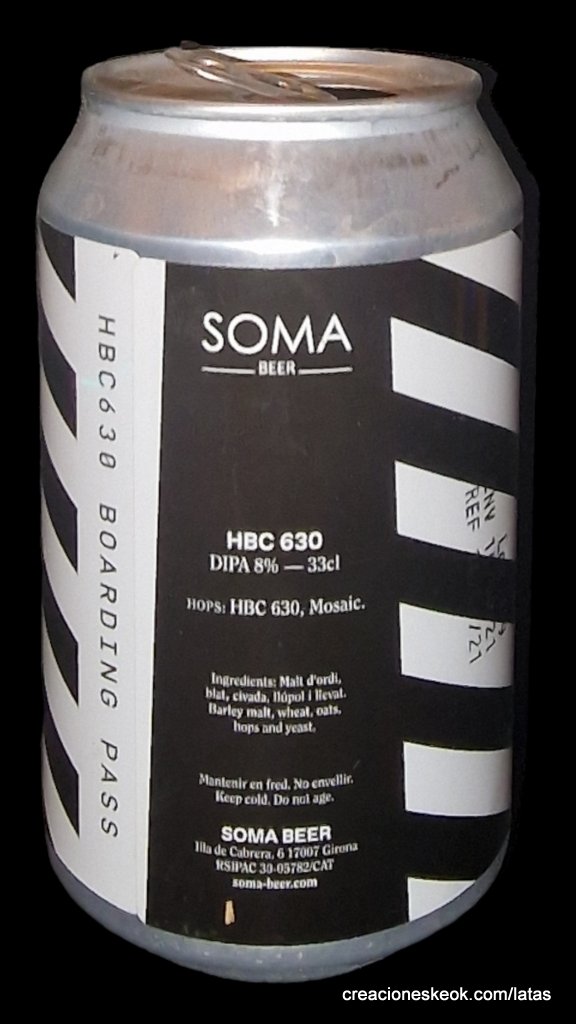 SOMA
BEER
HBC630 BOARDING PASS
HBC 630
DIPA 8% — 33cl
HOPS: HBC 630, Mosaic.
Ingredients: Malt d'ordi,
blat, civada, llúpol i llevat.
Barley malt, wheat, oats,
hops and yeast.
Mantenir en fred. No envellir.
Keep cold. Do not age.
SOMA BEER
Illa de Cabrera, 6 17007 Girona
RSIPAC 30-05782/CAT
soma-beer.com
ENV
REF
creacioneskeok.com/latas